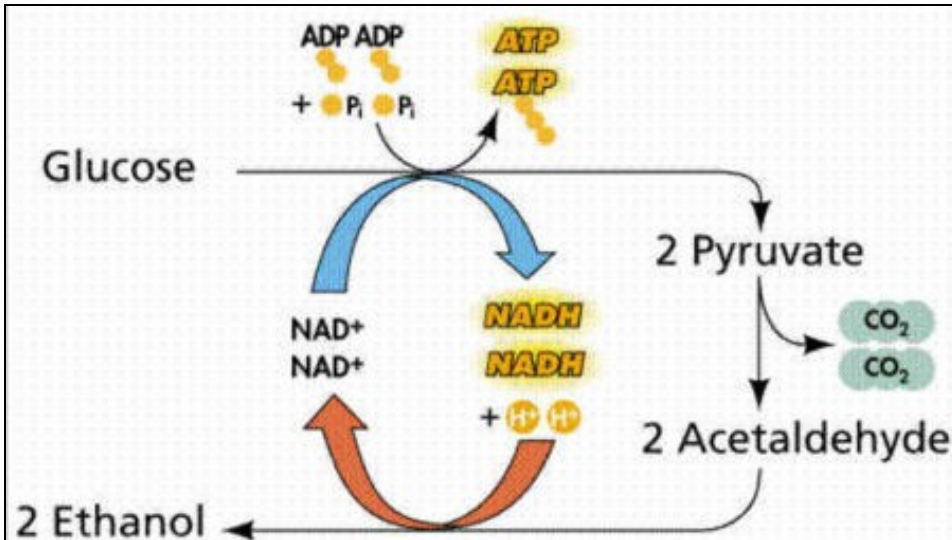 ADP ADP
+ Pi Pi
ATP
ATP
Glucose
2 Pyruvate
NAD+
NAD+
NADH
NADH
+ H+ H+
CO2
CO2
2 Acetaldehyde
2 Ethanol